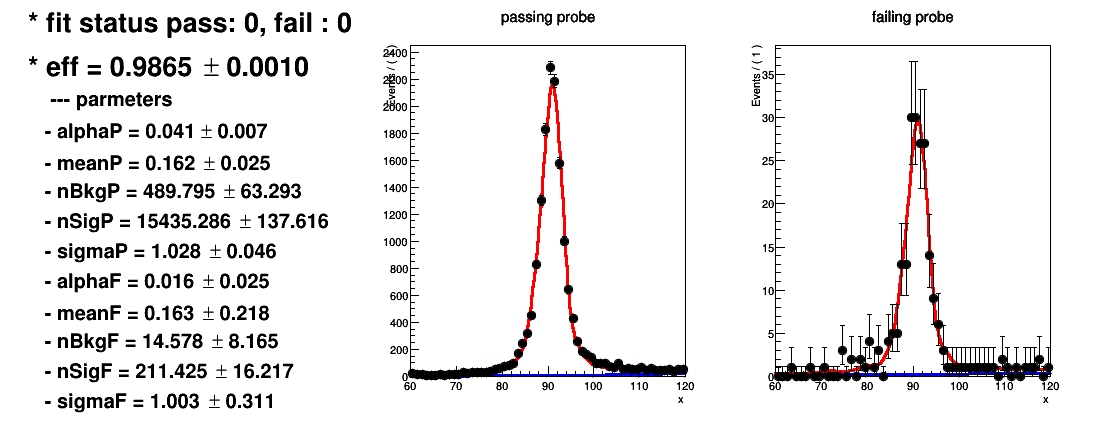 * fit status pass: 0, fail : 0
* eff = 0.9865 ± 0.0010
--- parmeters
- alphaP = 0.041 ± 0.007
- meanP = 0.162 ± 0.025
- nBkgP = 489.795 ± 63.293
- nSigP = 15435.286 ± 137.616
- sigmaP = 1.028 ± 0.046
- alphaF = 0.016 ± 0.025
- meanF = 0.163 ± 0.218
- nBkgF = 14.578 ± 8.165
- nSigF = 211.425 ± 16.217
- sigmaF = 1.003 ± 0.311
passing probe
Events / ( 1 )
2400
2200
2000
1800
1600
1400
1200
1000
800
600
400
200
0
60 70 80 90 100 110 120
x
failing probe
Events / ( 1 )
35
30
25
20
15
10
5
0
60 70 80 90 100 110 120
x